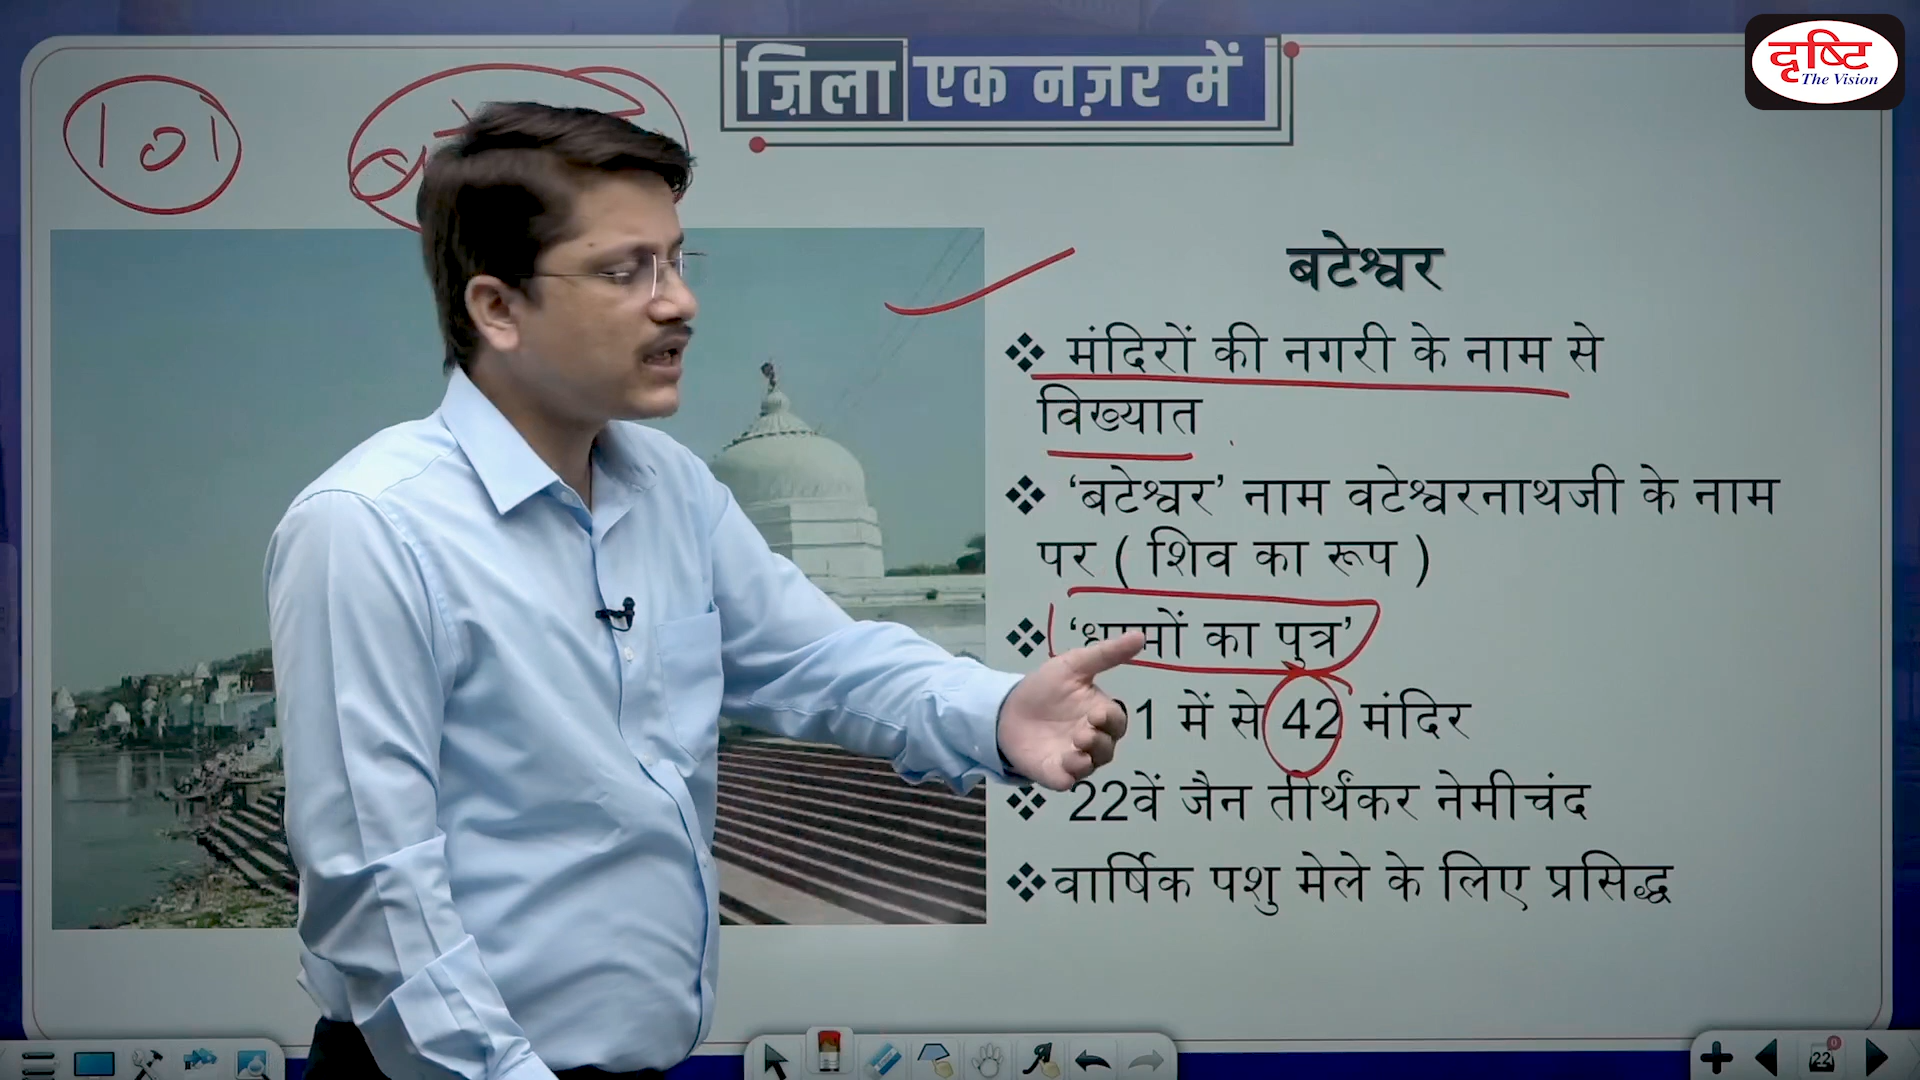 ज़िला एक नज़र में
दृष्टि
The Vision
101
बटेश्वर
मंदिरों की नगरी के नाम से
विख्यात
‘बटेश्वर’ नाम वटेश्वरनाथजी के नाम
पर ( शिव का रूप )
‘धामों का पुत्र’
में से 42 मंदिर
22वें जैन तीर्थंकर नेमीचंद
वार्षिक पशु मेले के लिए प्रसिद्ध
22
0